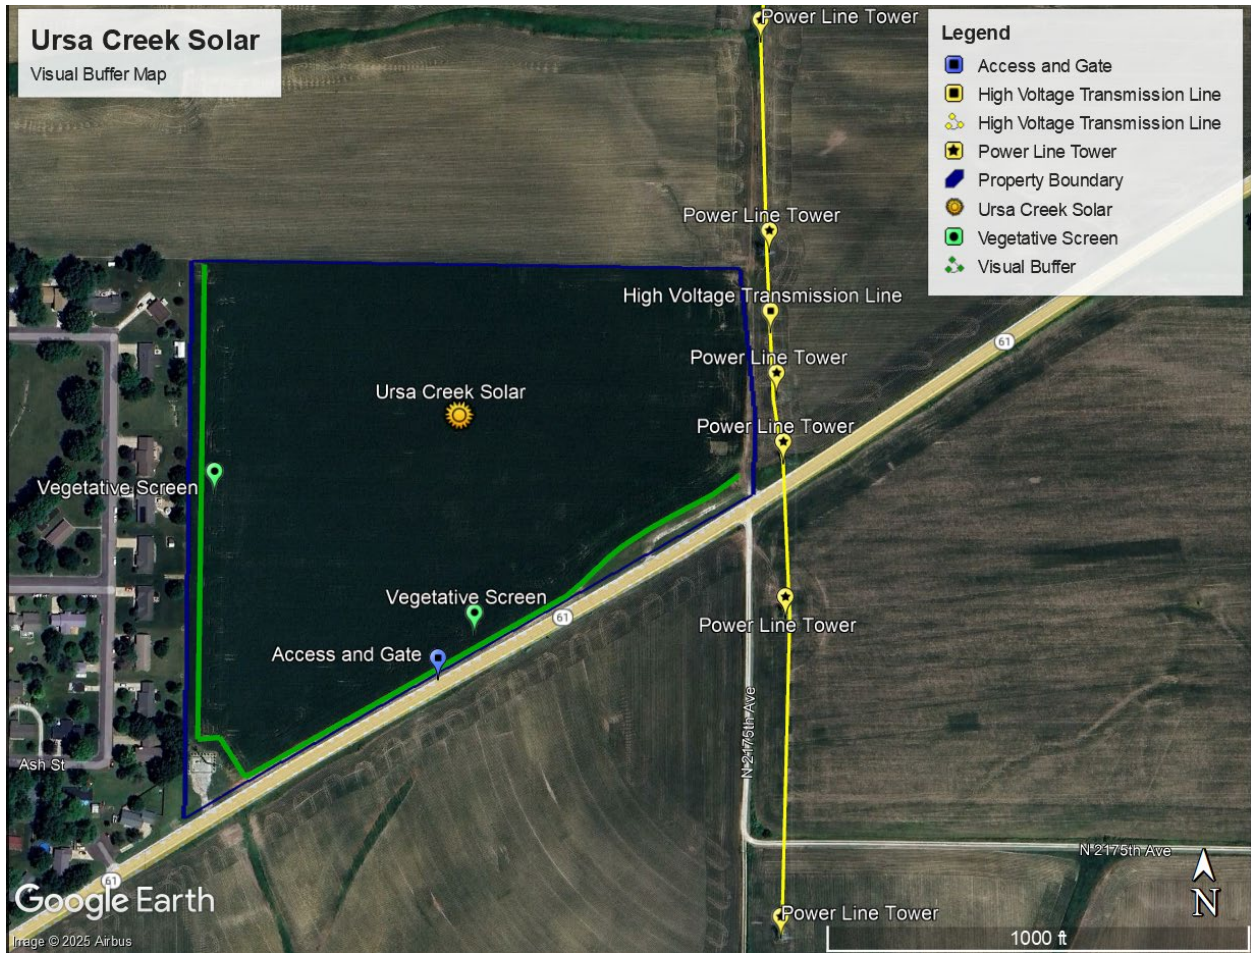 Ursa Creek Solar
Visual Buffer Map
Power Line Tower
Legend
Access and Gate
High Voltage Transmission Line
High Voltage Transmission Line
Power Line Tower
Property Boundary
Ursa Creek Solar
Vegetative Screen
Visual Buffer
Power Line Tower
High Voltage Transmission Line
61
Power Line Tower
Ursa Creek Solar
Power Line Tower
Vegetative Screen
Vegetative Screen
61
Power Line Tower
Access and Gate
N 2175th Ave
Ash St
N 2175th Ave
61
Google Earth
N
Power Line Tower
Image © 2025 Airbus
1000 ft